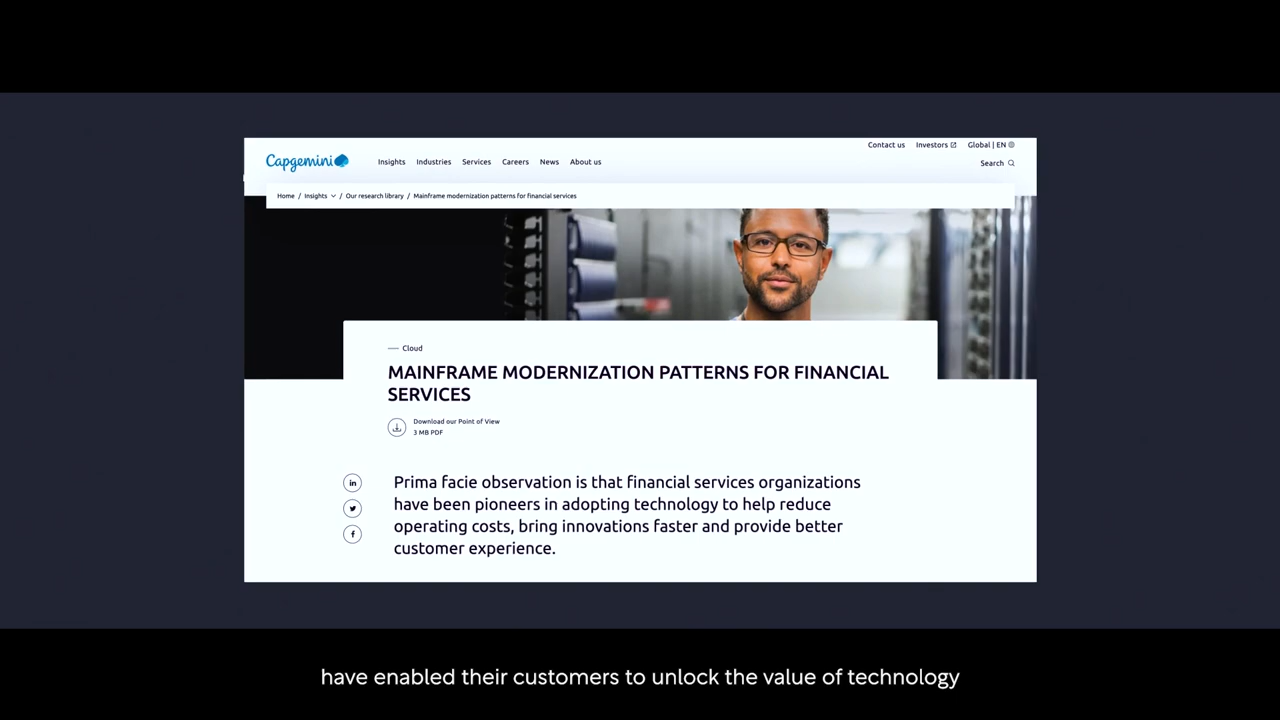 Capgemini
Insights Industries Services Careers News About us
Contact us Investors Global | EN
Search
Home / Insights / Our research library / Mainframe modernization patterns for financial services
Cloud
MAINFRAME MODERNIZATION PATTERNS FOR FINANCIAL
SERVICES
Download our Point of View
3 MB PDF
in
f
Prima facie observation is that financial services organizations
have been pioneers in adopting technology to help reduce
operating costs, bring innovations faster and provide better
customer experience.
have enabled their customers to unlock the value of technology